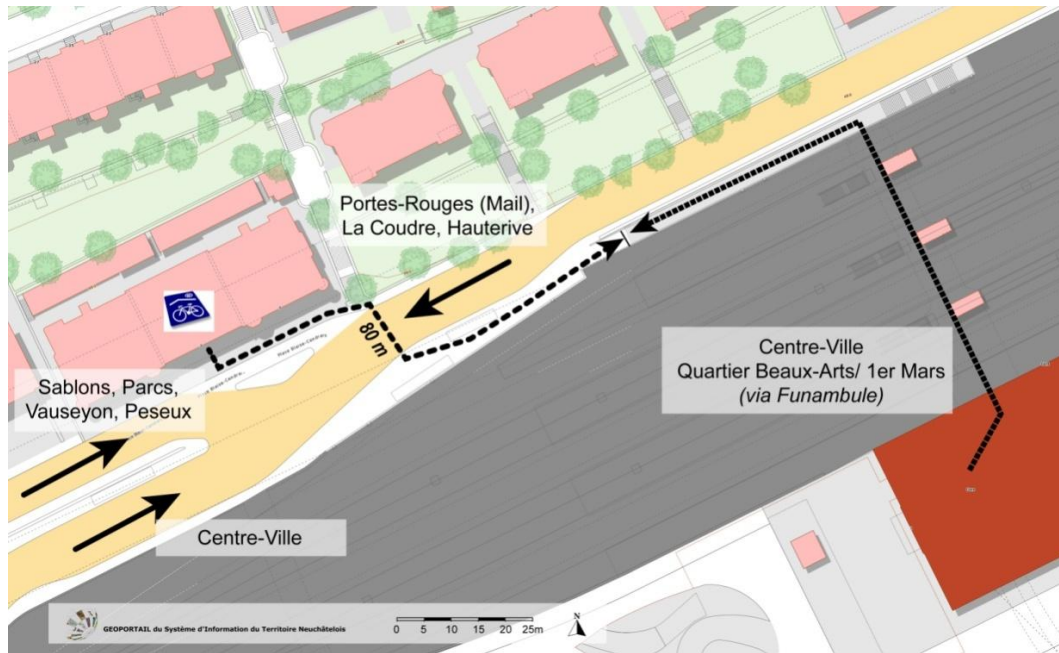 Portes-Rouges (Mail),
La Coudre, Hauterive
80 m
Sablons, Parcs,
Vauseyon, Peseux
Centre-Ville
Quartier Beaux-Arts/ 1er Mars
(via Funambule)
Centre-Ville
GEOPORTAIL du Système d'Information du Territoire Neuchâtelois
0 5 10 15 20 25m
N